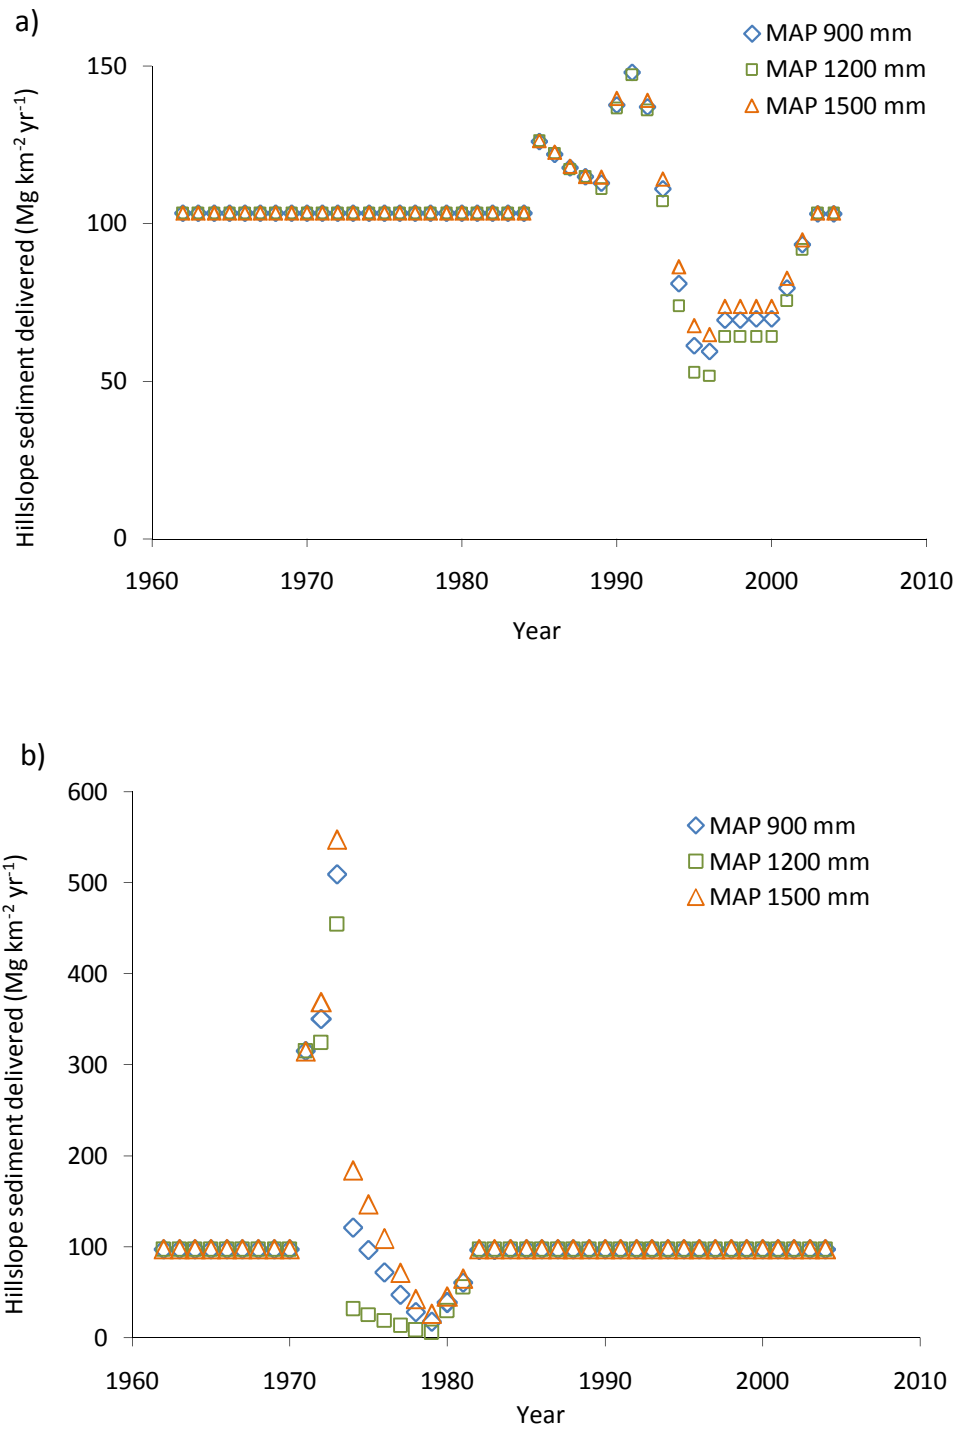 a)
MAP 900 mm
MAP 1200 mm
MAP 1500 mm
150
100
50
0
Hillslope sediment delivered (Mg km⁻² yr⁻¹)
1960 1970 1980 1990 2000 2010
Year
b)
600
500
400
300
200
100
0
MAP 900 mm
MAP 1200 mm
MAP 1500 mm
Hillslope sediment delivered (Mg km⁻² yr⁻¹)
1960 1970 1980 1990 2000 2010
Year